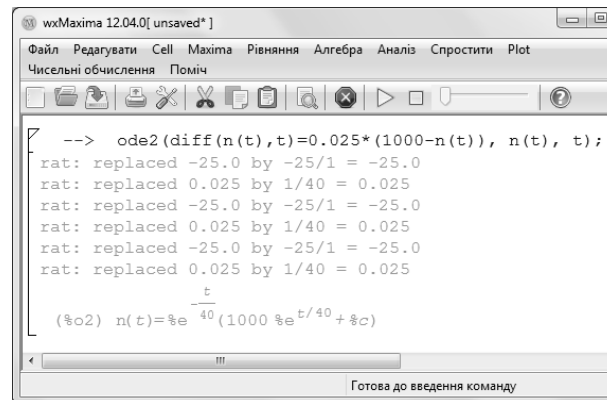 wxMaxima 12.04.0[ unsaved* ]
Файл Редагувати Cell Maxima Рівняння Алгебра Аналіз Спростити Plot
Чисельні обчислення Поміч
--> ode2(diff(n(t),t)=0.025*(1000-n(t)), n(t), t);
rat: replaced -25.0 by -25/1 = -25.0
rat: replaced 0.025 by 1/40 = 0.025
rat: replaced -25.0 by -25/1 = -25.0
rat: replaced 0.025 by 1/40 = 0.025
rat: replaced -25.0 by -25/1 = -25.0
rat: replaced 0.025 by 1/40 = 0.025
(%o2) n(t)=%e^(-t/40)(1000 %e^(t/40)+%c)
Готова до введення команду